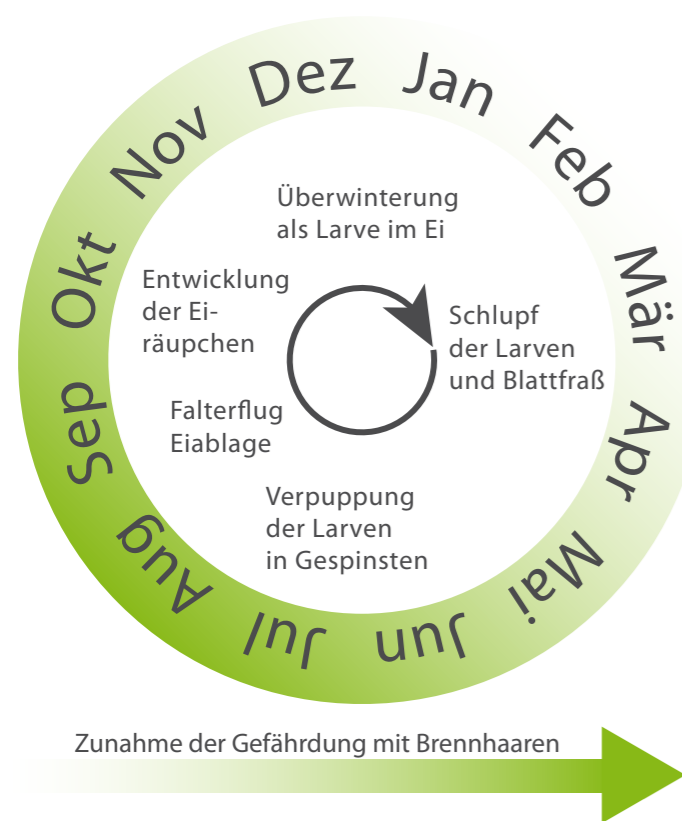 Jan
Feb
Mär
Apr
Mai
Jun
Jul
Aug
Sep
Okt
Nov
Dez
Überwinterung
als Larve im Ei
Schlupf
der Larven
und Blattfraß
Verpuppung
der Larven
in Gespinsten
Falterflug
Eiablage
Entwicklung
der Ei-
räupchen
Zunahme der Gefährdung mit Brennhaaren